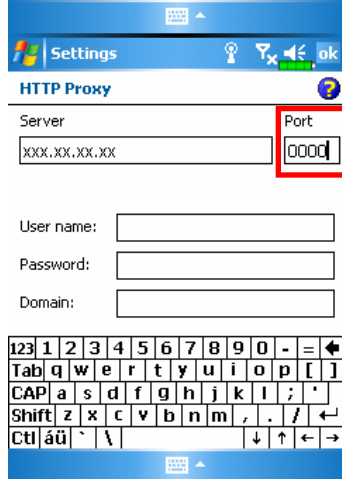 Settings ok
HTTP Proxy ?
Server Port
xxx.xx.xx.xx 0000
User name:
Password:
Domain:
123 1 2 3 4 5 6 7 8 9 0 - = 🡸
Tab q w e r t y u i o p [ ]
CAP a s d f g h j k l ; '
Shift z x c v b n m , . / ↵
Ctl áü ` \ ↓ ↑ ← →